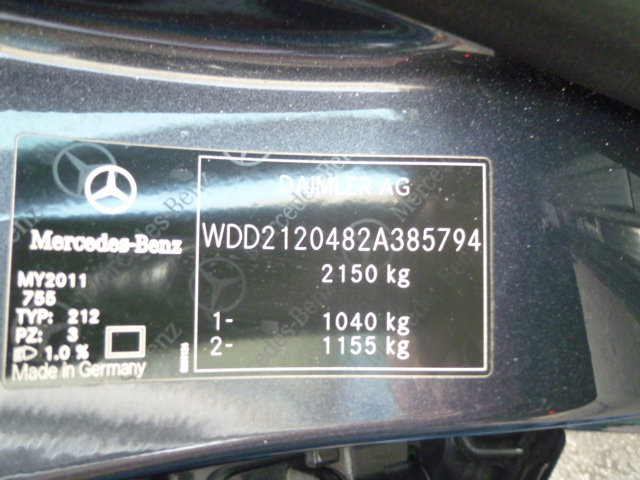 DAIMLER AG
Mercedes-Benz
WDD2120482A385794
2150 kg
MY2011
755
TYP: 212
PZ: 3
1.0 %
Made in Germany
1- 1040 kg
2- 1155 kg